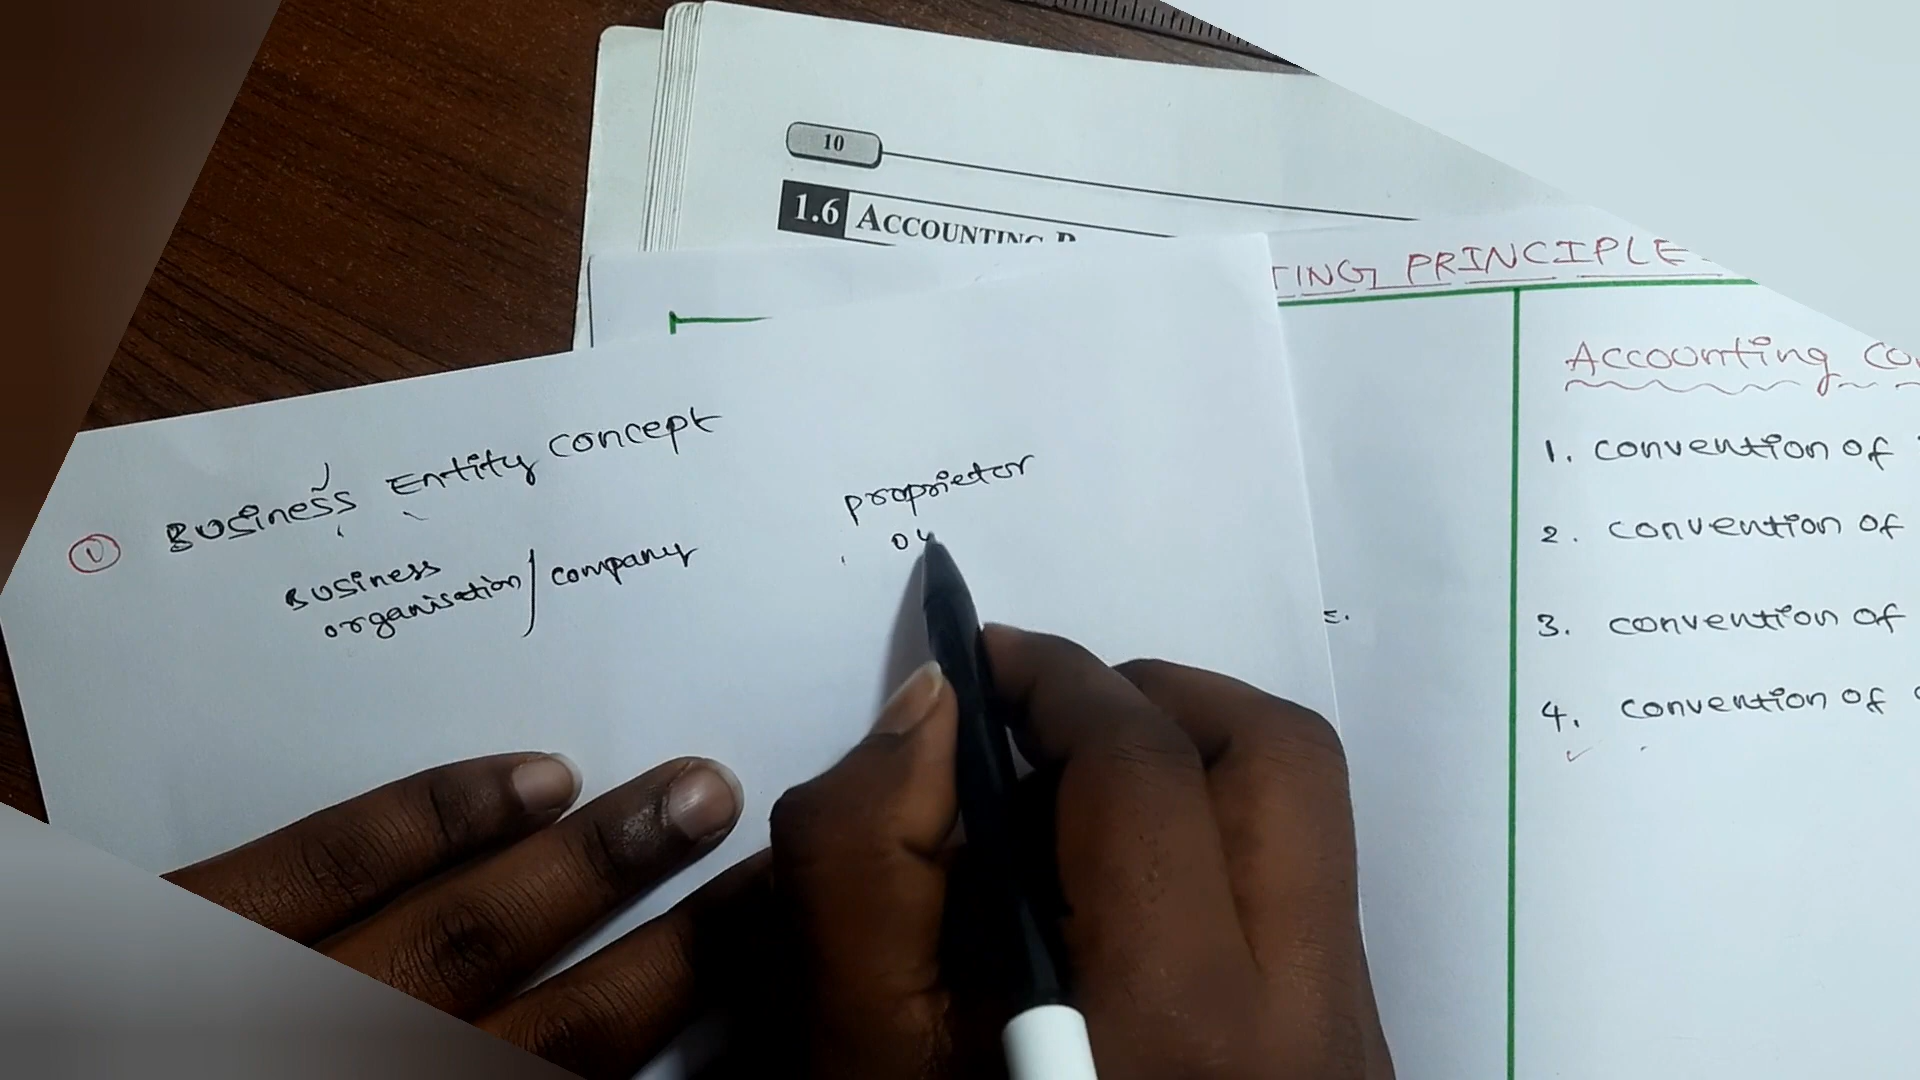 10
1.6 ACCOUNTING
TING PRINCIPLE
Accounting
1. convention of
2. convention of
3. convention of
4. convention of
1 Business Entity concept
Business
organisation / company
proprietor